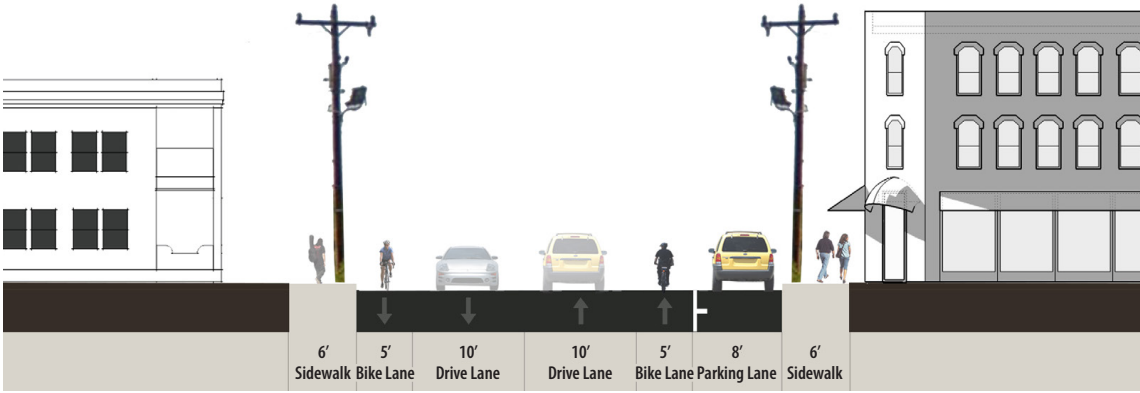 6′ 5′ 10′ 10′ 5′ 8′ 6′
Sidewalk Bike Lane Drive Lane Drive Lane Bike Lane Parking Lane Sidewalk